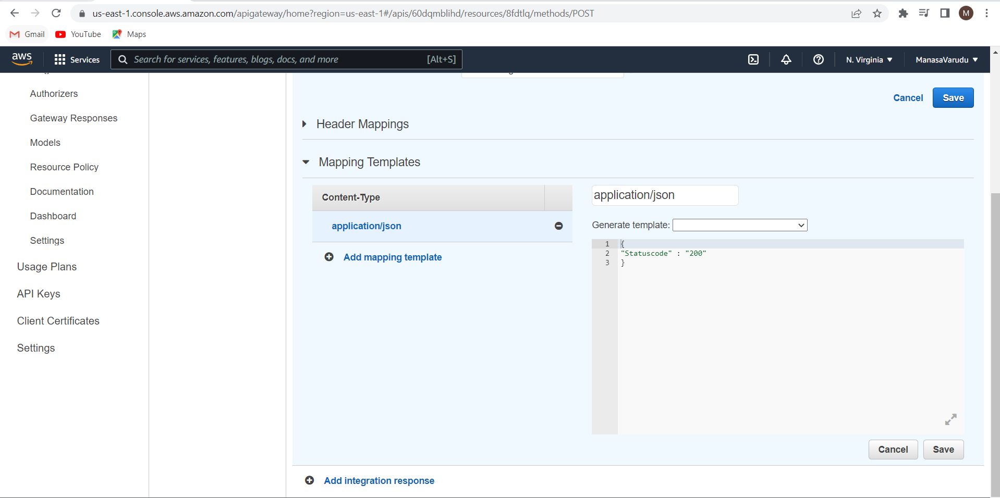 us-east-1.console.aws.amazon.com/apigateway/home?region=us-east-1#/apis/60dqmblihd/resources/8fdtlq/methods/POST
M
Gmail YouTube Maps
aws Services Search for services, features, blogs, docs, and more [Alt+S] N. Virginia ManasaVarudu
Authorizers
Gateway Responses
Models
Resource Policy
Documentation
Dashboard
Settings
Usage Plans
API Keys
Client Certificates
Settings
Cancel Save
Header Mappings
Mapping Templates
Content-Type
application/json
Add mapping template
application/json
Generate template:
1 {
2 "Statuscode" : "200"
3 }
Cancel Save
Add integration response